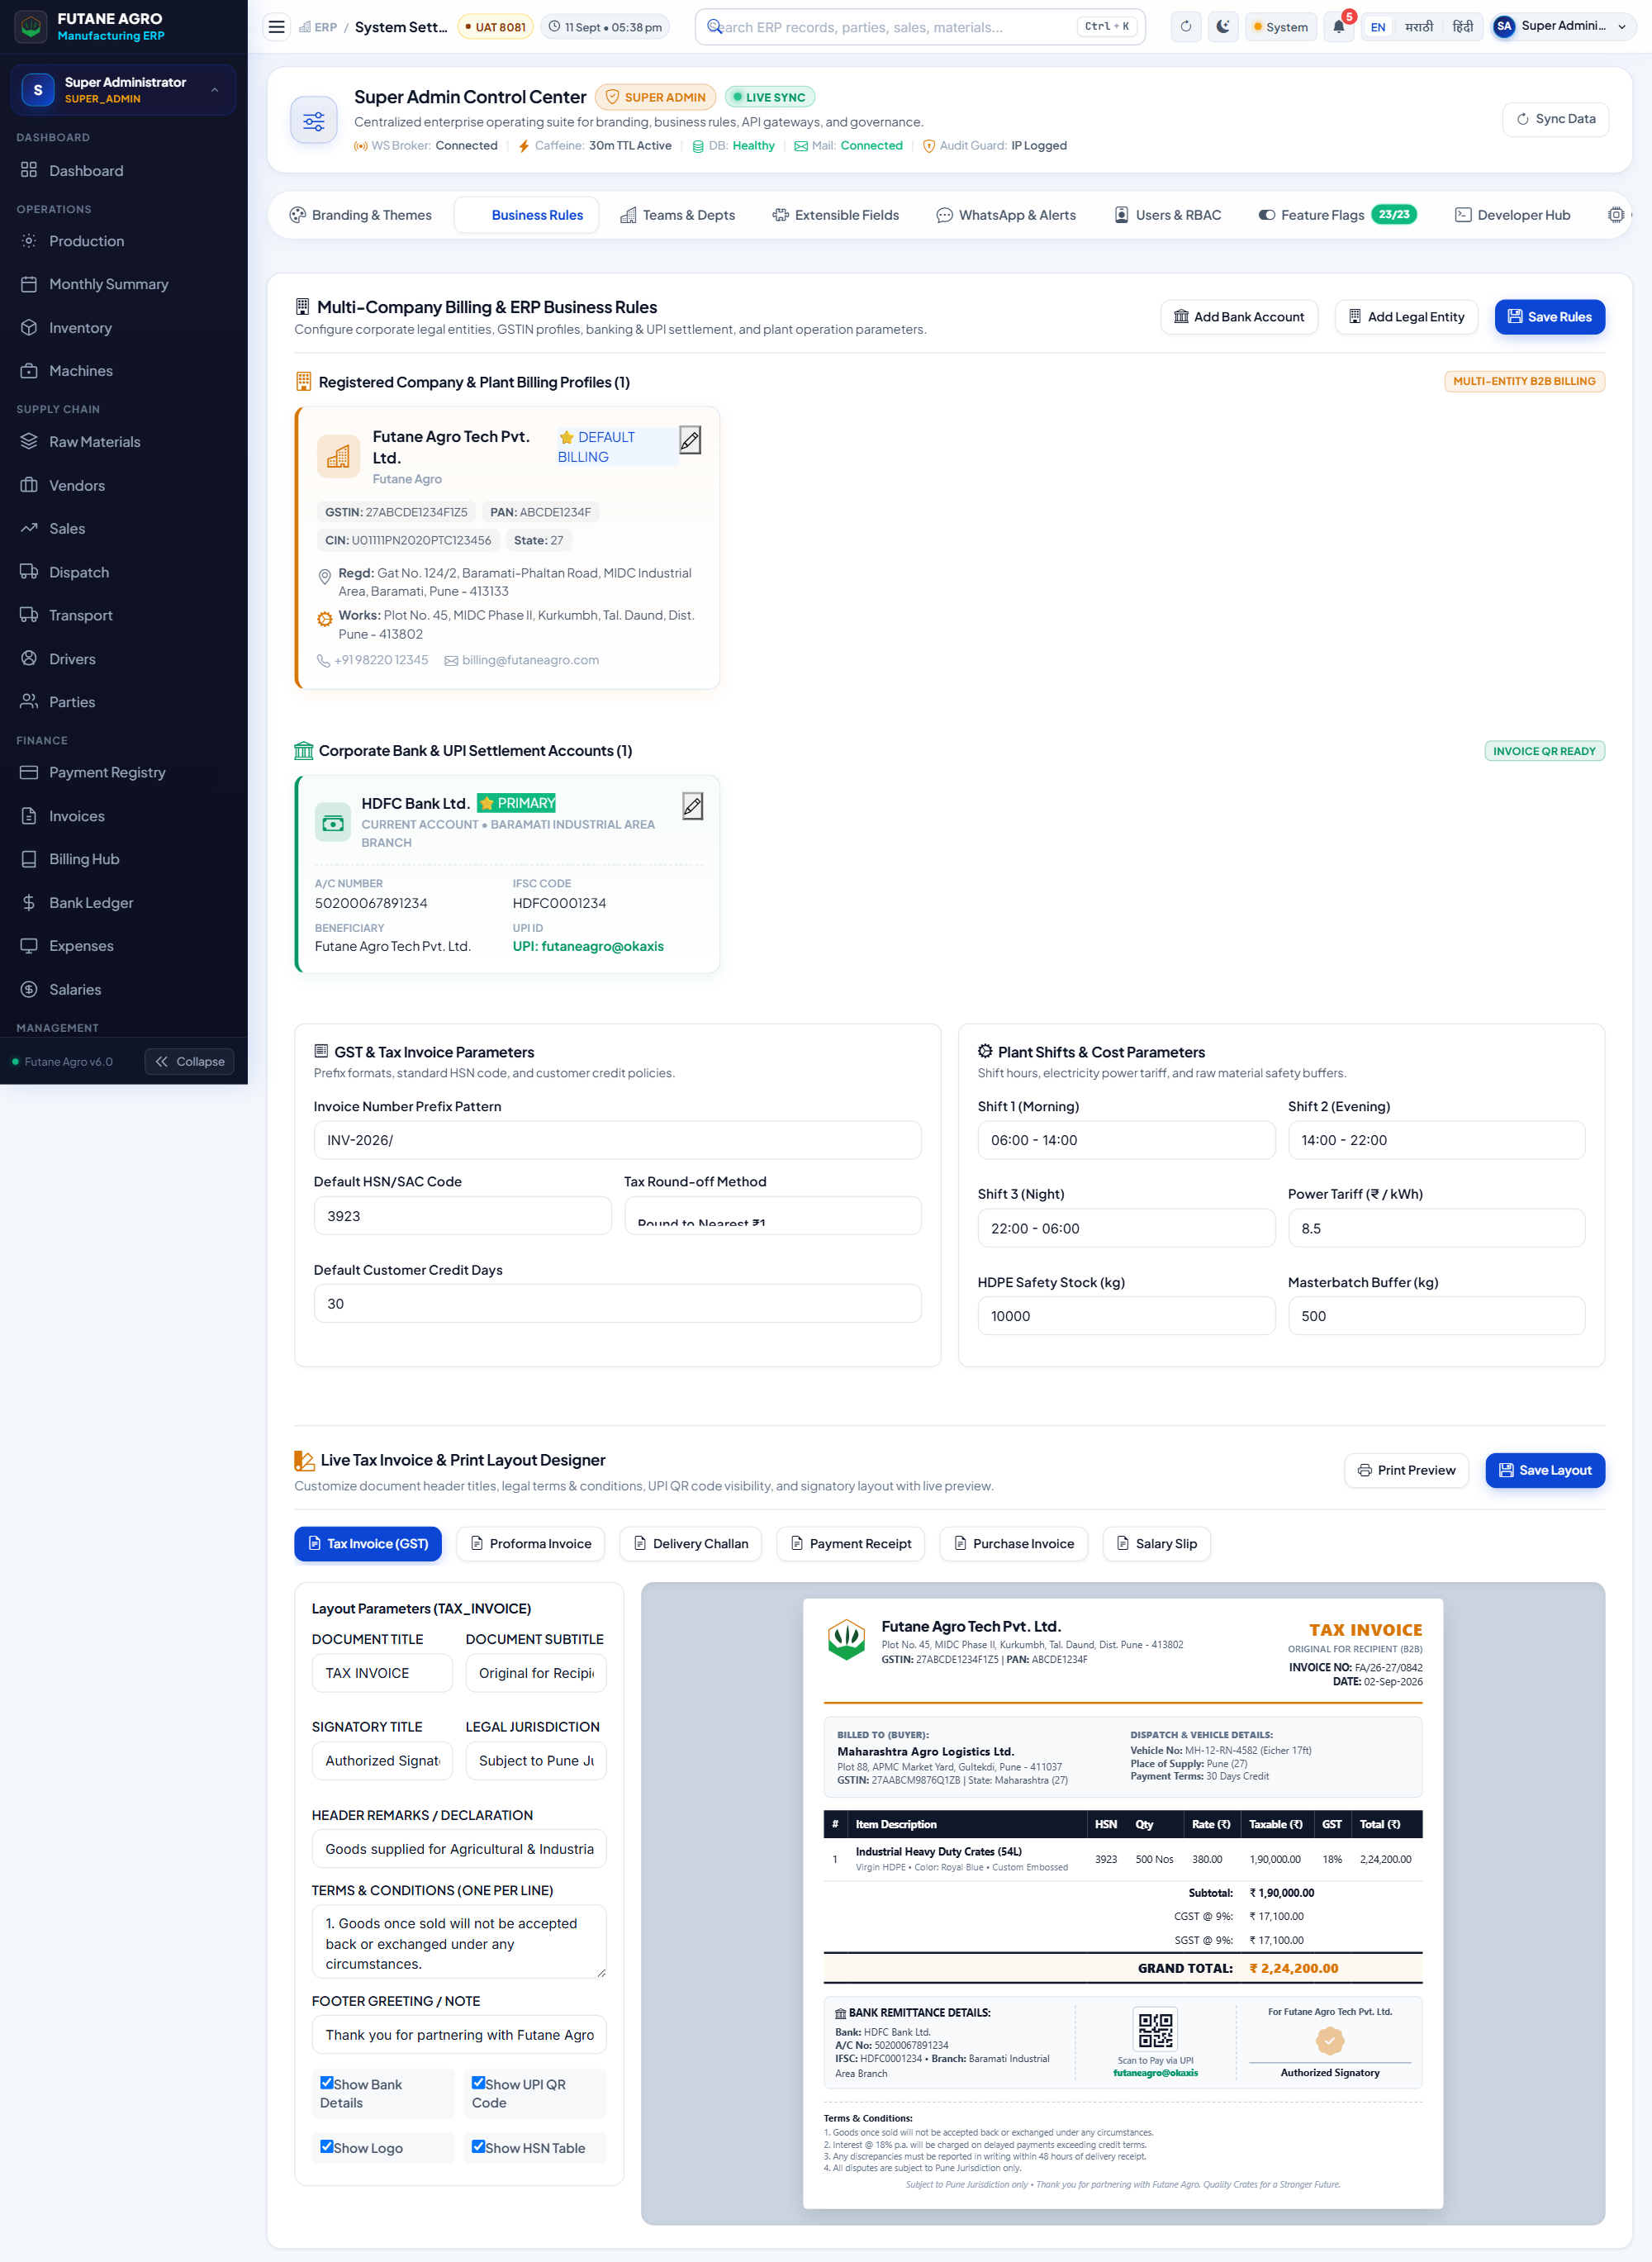 FUTANE AGRO
Manufacturing ERP
Super Administrator
SUPER_ADMIN
DASHBOARD
Dashboard
OPERATIONS
Production
Monthly Summary
Inventory
Machines
SUPPLY CHAIN
Raw Materials
Vendors
Sales
Dispatch
Transport
Drivers
Parties
FINANCE
Payment Registry
Invoices
Billing Hub
Bank Ledger
Expenses
Salaries
MANAGEMENT
Futane Agro v6.0
Collapse
ERP / System Sett...
UAT 8081
11 Sept • 05:38 pm
Search ERP records, parties, sales, materials...
Ctrl + K
System
5
EN मराठी हिंदी
SA Super Admini...
Super Admin Control Center SUPER ADMIN LIVE SYNC
Centralized enterprise operating suite for branding, business rules, API gateways, and governance.
WS Broker: Connected | Caffeine: 30m TTL Active | DB: Healthy | Mail: Connected | Audit Guard: IP Logged
Sync Data
Branding & Themes
Business Rules
Teams & Depts
Extensible Fields
WhatsApp & Alerts
Users & RBAC
Feature Flags 23/23
Developer Hub
Multi-Company Billing & ERP Business Rules
Configure corporate legal entities, GSTIN profiles, banking & UPI settlement, and plant operation parameters.
Add Bank Account
Add Legal Entity
Save Rules
Registered Company & Plant Billing Profiles (1)
MULTI-ENTITY B2B BILLING
Futane Agro Tech Pvt.
Ltd.
Futane Agro
⭐ DEFAULT
BILLING
GSTIN: 27ABCDE1234F1Z5 PAN: ABCDE1234F
CIN: U01111PN2020PTC123456 State: 27
Regd: Gat No. 124/2, Baramati-Phaltan Road, MIDC Industrial
Area, Baramati, Pune - 413133
Works: Plot No. 45, MIDC Phase II, Kurkumbh, Tal. Daund, Dist.
Pune - 413802
+91 98220 12345 billing@futaneagro.com
Corporate Bank & UPI Settlement Accounts (1)
INVOICE QR READY
HDFC Bank Ltd. ⭐ PRIMARY
CURRENT ACCOUNT • BARAMATI INDUSTRIAL AREA
BRANCH
A/C NUMBER IFSC CODE
50200067891234 HDFC0001234
BENEFICIARY UPI ID
Futane Agro Tech Pvt. Ltd. UPI: futaneagro@okaxis
GST & Tax Invoice Parameters
Prefix formats, standard HSN code, and customer credit policies.
Invoice Number Prefix Pattern
INV-2026/
Default HSN/SAC Code Tax Round-off Method
3923 Round to Nearest ₹1
Default Customer Credit Days
30
Plant Shifts & Cost Parameters
Shift hours, electricity power tariff, and raw material safety buffers.
Shift 1 (Morning) Shift 2 (Evening)
06:00 - 14:00 14:00 - 22:00
Shift 3 (Night) Power Tariff (₹ / kWh)
22:00 - 06:00 8.5
HDPE Safety Stock (kg) Masterbatch Buffer (kg)
10000 500
Live Tax Invoice & Print Layout Designer
Customize document header titles, legal terms & conditions, UPI QR code visibility, and signatory layout with live preview.
Print Preview
Save Layout
Tax Invoice (GST)
Proforma Invoice
Delivery Challan
Payment Receipt
Purchase Invoice
Salary Slip
Layout Parameters (TAX_INVOICE)
DOCUMENT TITLE DOCUMENT SUBTITLE
TAX INVOICE Original for Recipi
SIGNATORY TITLE LEGAL JURISDICTION
Authorized Signat Subject to Pune Ju
HEADER REMARKS / DECLARATION
Goods supplied for Agricultural & Industria
TERMS & CONDITIONS (ONE PER LINE)
1. Goods once sold will not be accepted
back or exchanged under any
circumstances.
FOOTER GREETING / NOTE
Thank you for partnering with Futane Agro
Show Bank
Details
Show UPI QR
Code
Show Logo
Show HSN Table
Futane Agro Tech Pvt. Ltd.
Plot No. 45, MIDC Phase II, Kurkumbh, Tal. Daund, Dist. Pune - 413802
GSTIN: 27ABCDE1234F1Z5 | PAN: ABCDE1234F
TAX INVOICE
ORIGINAL FOR RECIPIENT (B2B)
INVOICE NO: FA/26-27/0842
DATE: 02-Sep-2026
BILLED TO (BUYER):
Maharashtra Agro Logistics Ltd.
Plot 88, APMC Market Yard, Gultekdi, Pune - 411037
GSTIN: 27AABCM9876Q1ZB | State: Maharashtra (27)
DISPATCH & VEHICLE DETAILS:
Vehicle No: MH-12-RN-4582 (Eicher 17ft)
Place of Supply: Pune (27)
Payment Terms: 30 Days Credit
# Item Description HSN Qty Rate (₹) Taxable (₹) GST Total (₹)
1 Industrial Heavy Duty Crates (54L) 3923 500 Nos 380.00 1,90,000.00 18% 2,24,200.00
Virgin HDPE • Color: Royal Blue • Custom Embossed
Subtotal: ₹ 1,90,000.00
CGST @ 9%: ₹ 17,100.00
SGST @ 9%: ₹ 17,100.00
GRAND TOTAL: ₹ 2,24,200.00
BANK REMITTANCE DETAILS:
Bank: HDFC Bank Ltd.
A/C No: 50200067891234
IFSC: HDFC0001234 • Branch: Baramati Industrial
Area Branch
Scan to Pay via UPI
futaneagro@okaxis
For Futane Agro Tech Pvt. Ltd.
Authorized Signatory
Terms & Conditions:
1. Goods once sold will not be accepted back or exchanged under any circumstances.
2. Interest @ 18% p.a. will be charged on delayed payments exceeding credit terms.
3. Any discrepancies must be reported in writing within 48 hours of delivery receipt.
4. All disputes are subject to Pune Jurisdiction only.
Subject to Pune Jurisdiction only • Thank you for partnering with Futane Agro. Quality Crates for a Stronger Future.